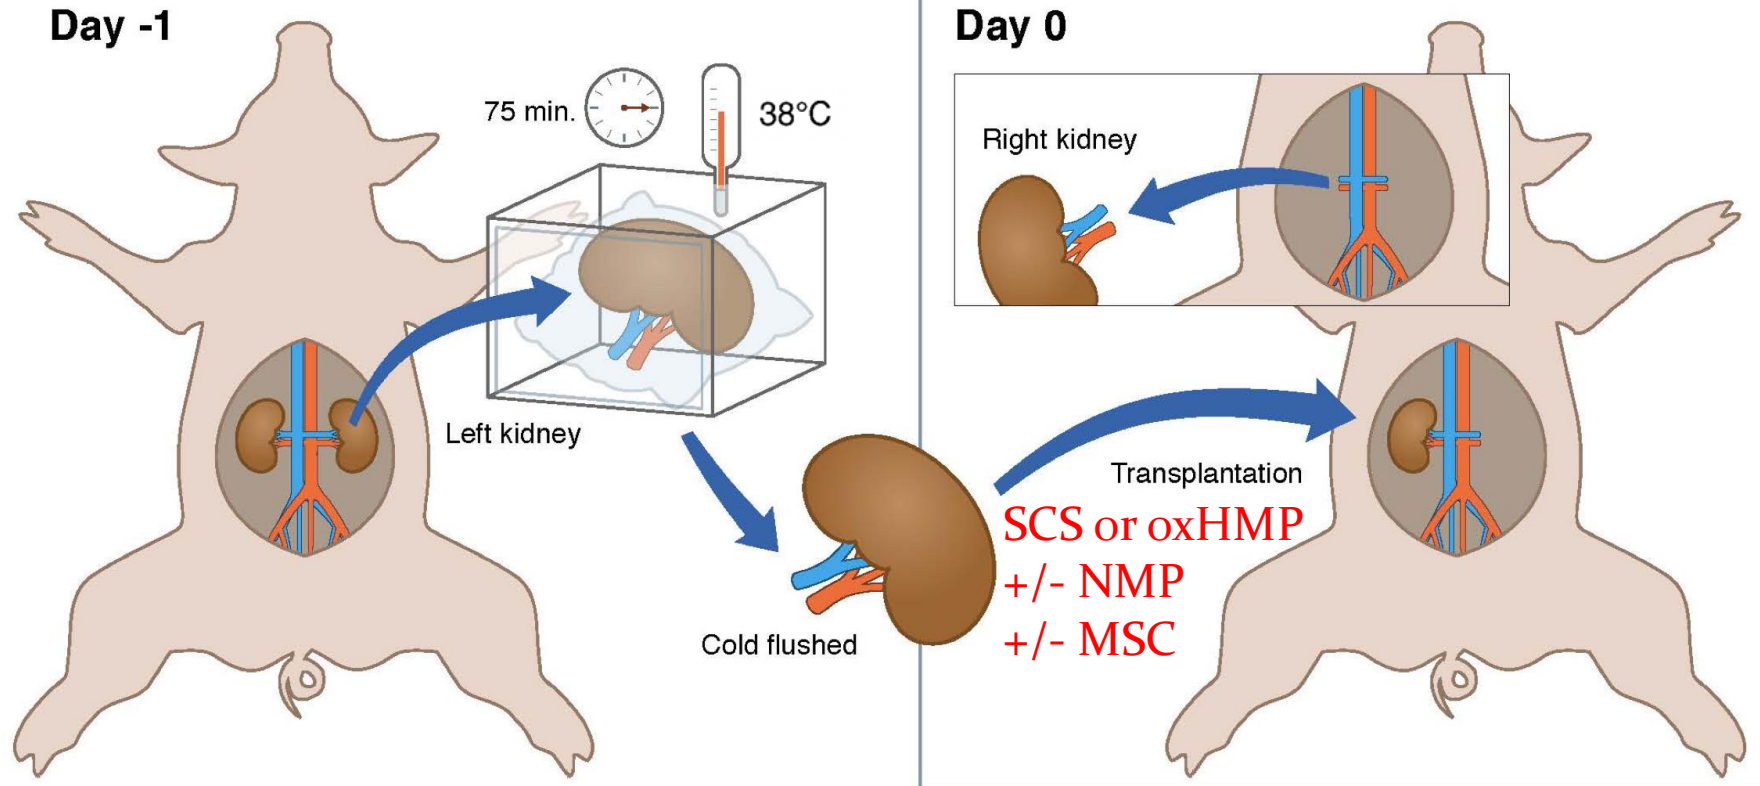 Day -1
75 min.
38°C
Left kidney
Cold flushed
Day 0
Right kidney
Transplantation
SCS or oxHMP
+/- NMP
+/- MSC